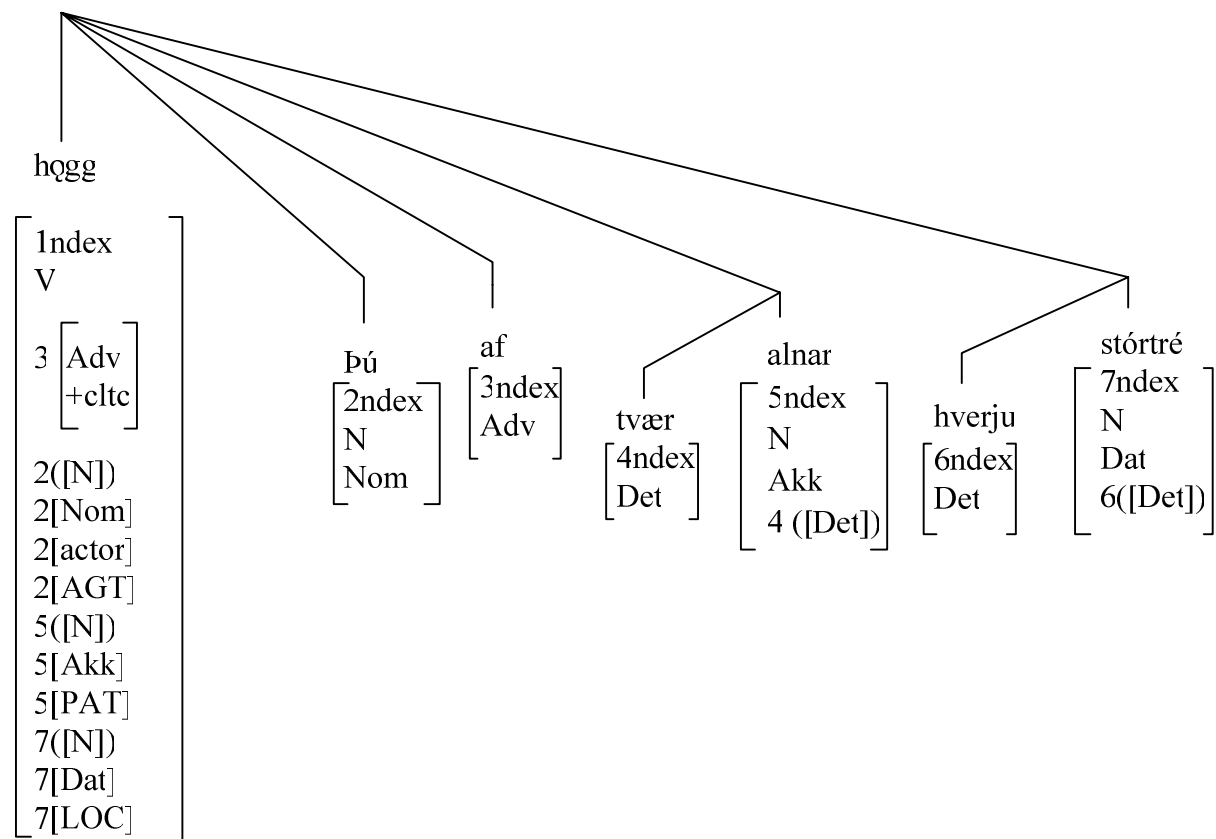 hǫgg
1ndex
V
3 Adv
+cltc
2([N])
2[Nom]
2[actor]
2[AGT]
5([N])
5[Akk]
5[PAT]
7([N])
7[Dat]
7[LOC]
Þú
2ndex
N
Nom
af
3ndex
Adv
tvær
4ndex
Det
alnar
5ndex
N
Akk
4 ([Det])
hverju
6ndex
Det
stórtré
7ndex
N
Dat
6([Det])